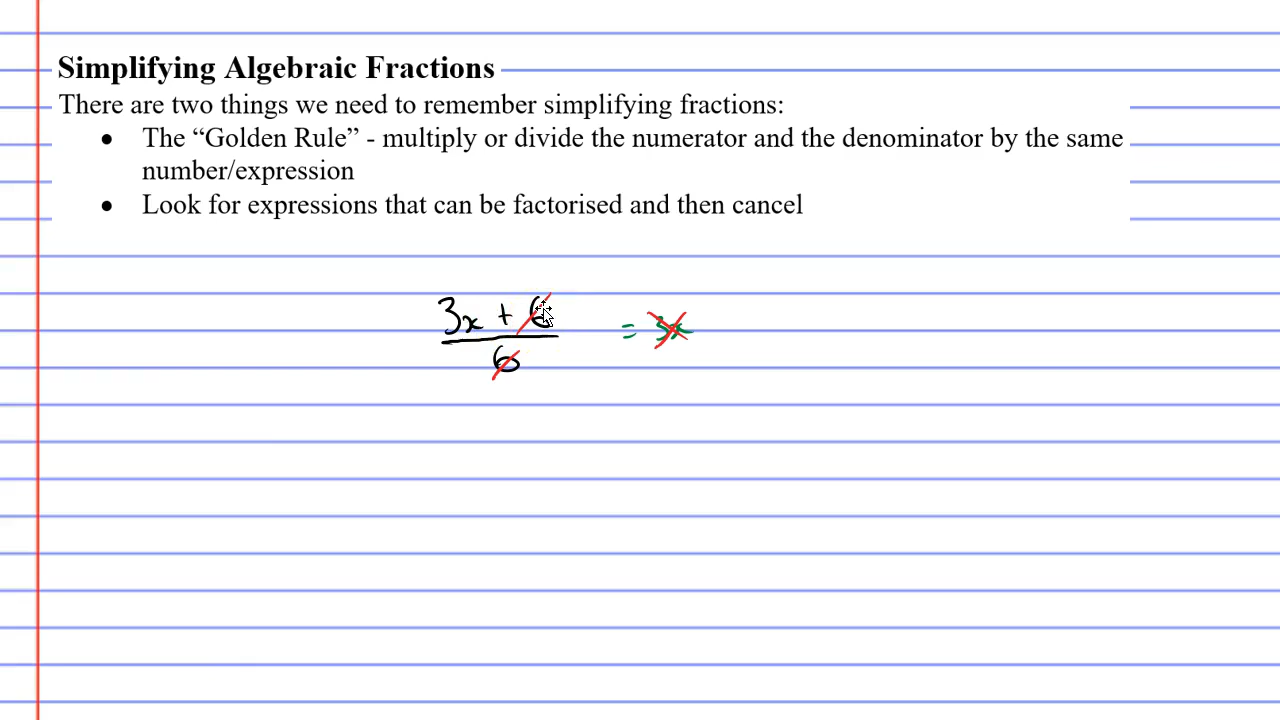 Simplifying Algebraic Fractions
There are two things we need to remember simplifying fractions:
• The “Golden Rule” - multiply or divide the numerator and the denominator by the same
number/expression
• Look for expressions that can be factorised and then cancel
3x + 6 = 3x
6